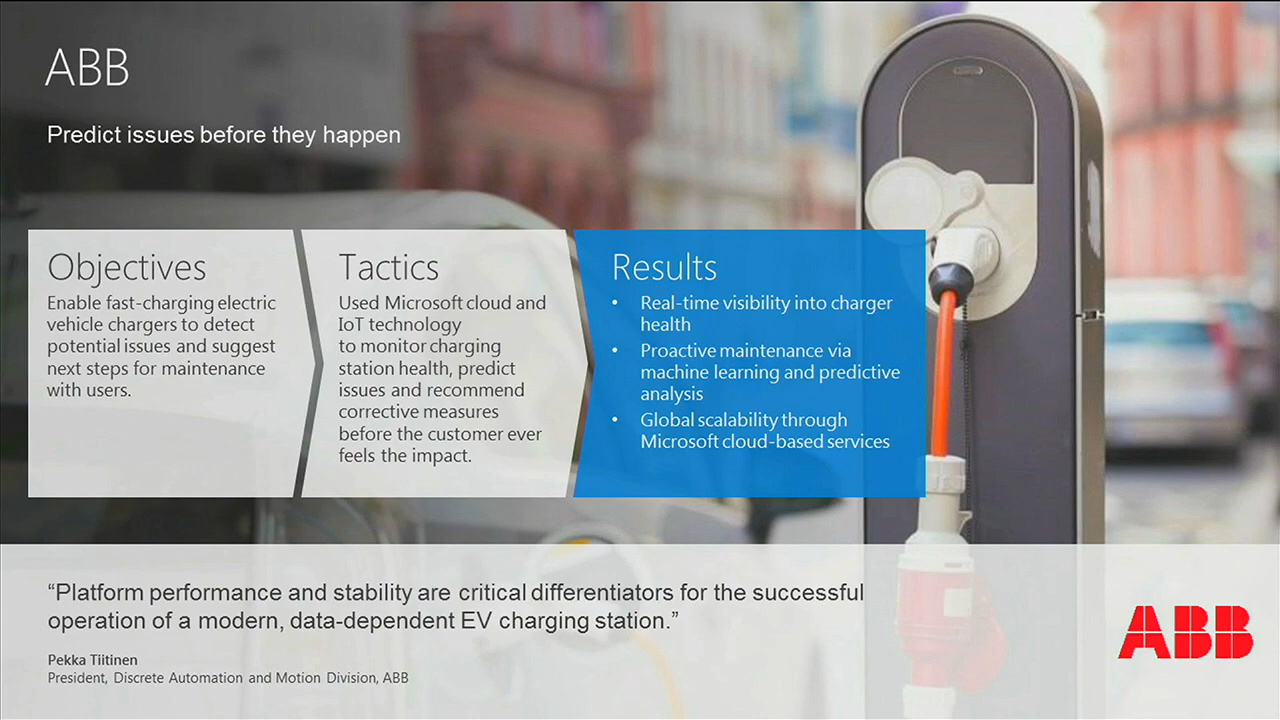 ABB
Predict issues before they happen
Objectives
Enable fast-charging electric
vehicle chargers to detect
potential issues and suggest
next steps for maintenance
with users.
Tactics
Used Microsoft cloud and
IoT technology
to monitor charging
station health, predict
issues and recommend
corrective measures
before the customer ever
feels the impact.
Results
• Real-time visibility into charger
health
• Proactive maintenance via
machine learning and predictive
analysis
• Global scalability through
Microsoft cloud-based services
“Platform performance and stability are critical differentiators for the successful
operation of a modern, data-dependent EV charging station.”
Pekka Tiitinen
President, Discrete Automation and Motion Division, ABB
ABB